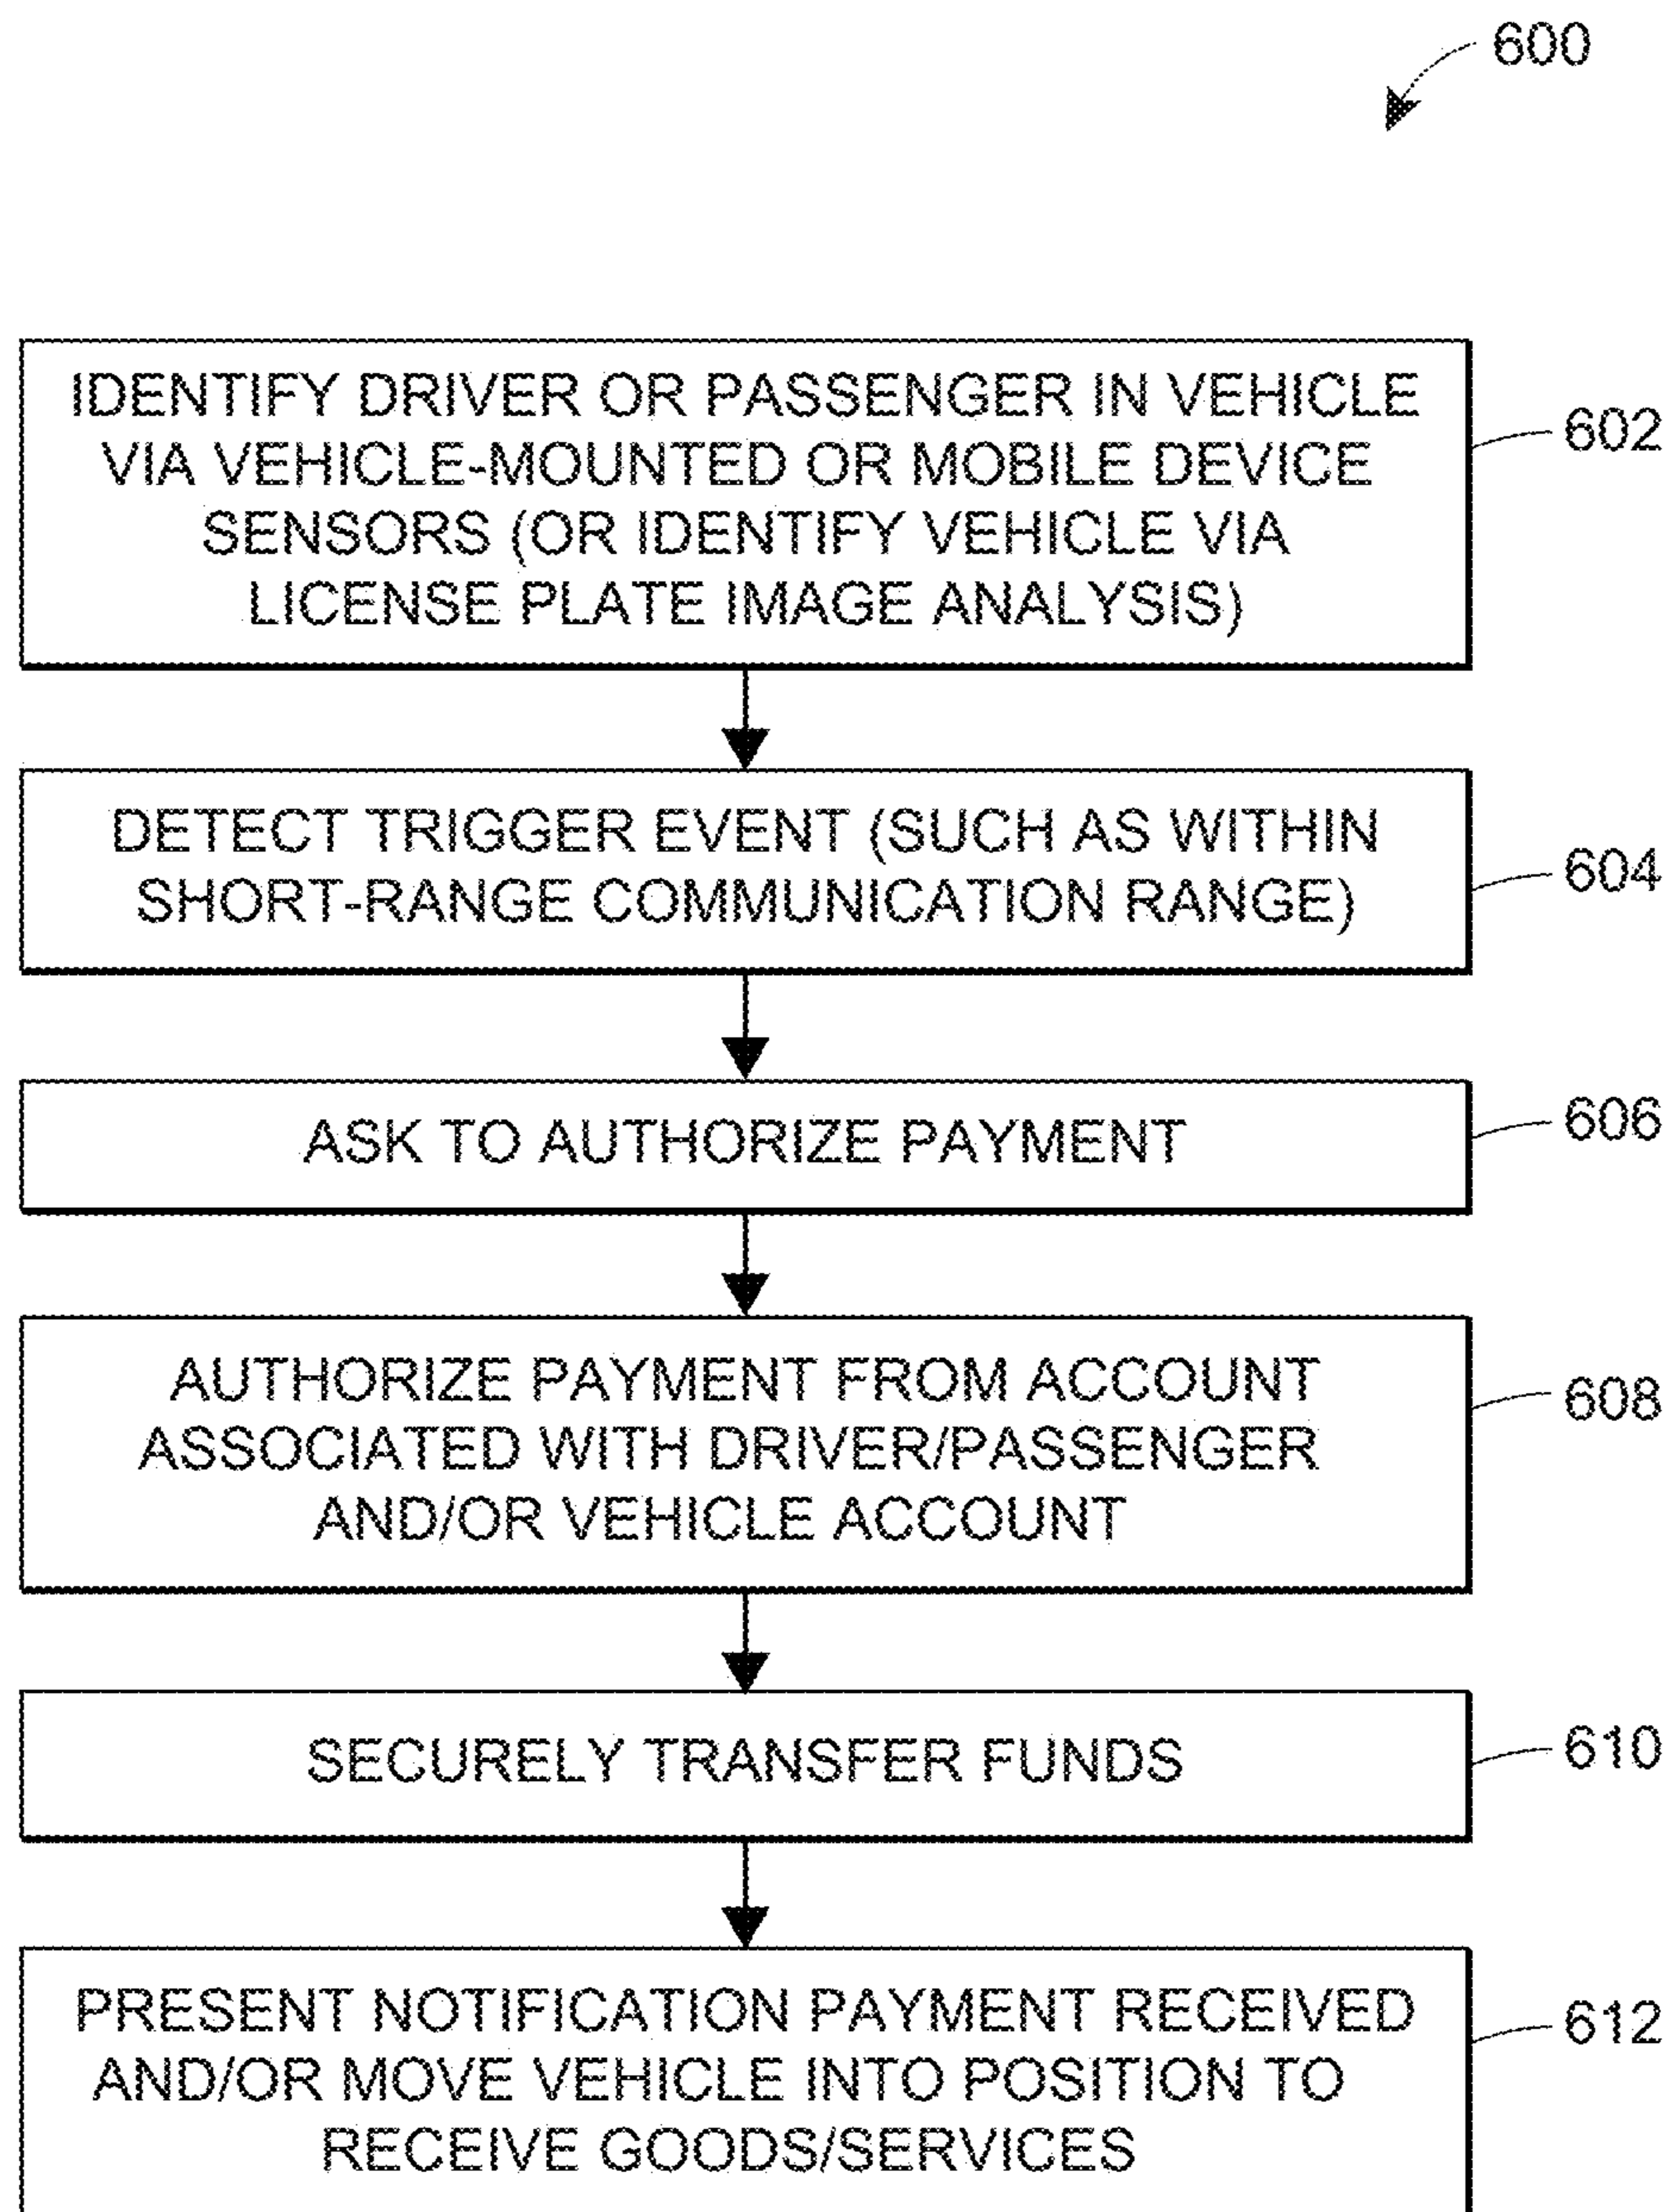 600
IDENTIFY DRIVER OR PASSENGER IN VEHICLE
VIA VEHICLE-MOUNTED OR MOBILE DEVICE
SENSORS (OR IDENTIFY VEHICLE VIA
LICENSE PLATE IMAGE ANALYSIS)
602
DETECT TRIGGER EVENT (SUCH AS WITHIN
SHORT-RANGE COMMUNICATION RANGE)
604
ASK TO AUTHORIZE PAYMENT
606
AUTHORIZE PAYMENT FROM ACCOUNT
ASSOCIATED WITH DRIVER/PASSENGER
AND/OR VEHICLE ACCOUNT
608
SECURELY TRANSFER FUNDS
610
PRESENT NOTIFICATION PAYMENT RECEIVED
AND/OR MOVE VEHICLE INTO POSITION TO
RECEIVE GOODS/SERVICES
612